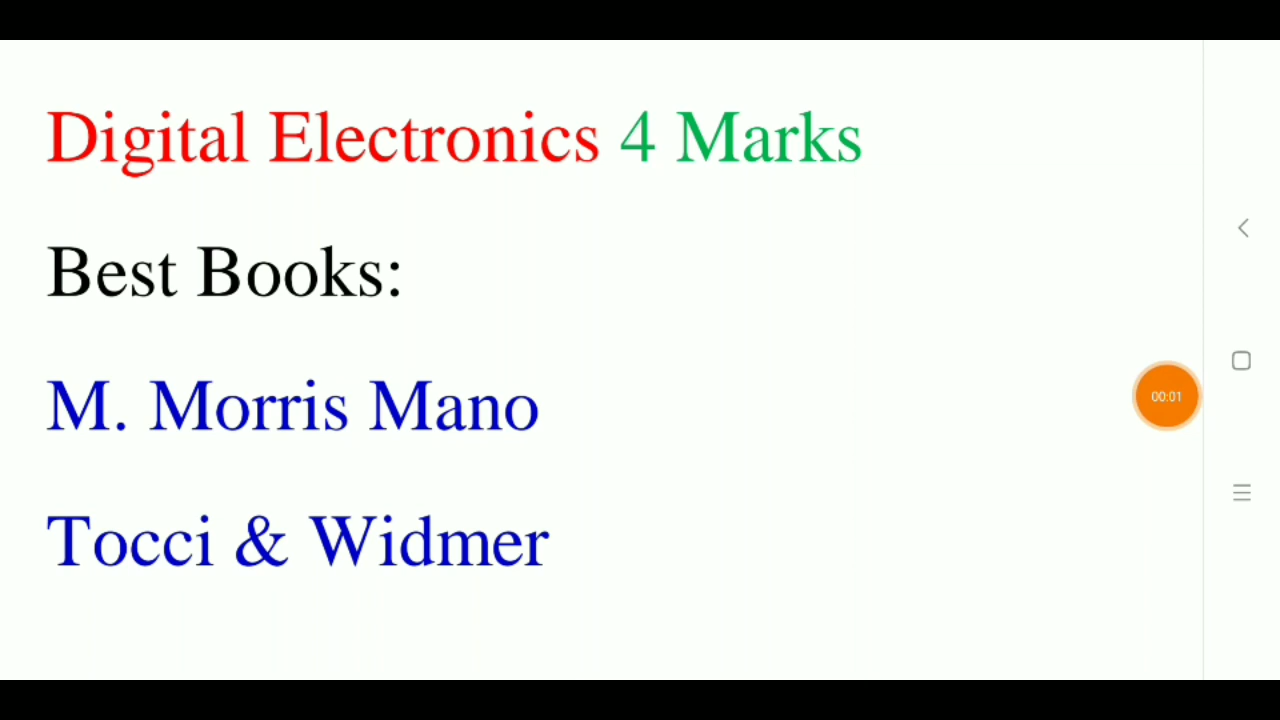 Digital Electronics 4 Marks
Best Books:
M. Morris Mano
00:01
Tocci & Widmer